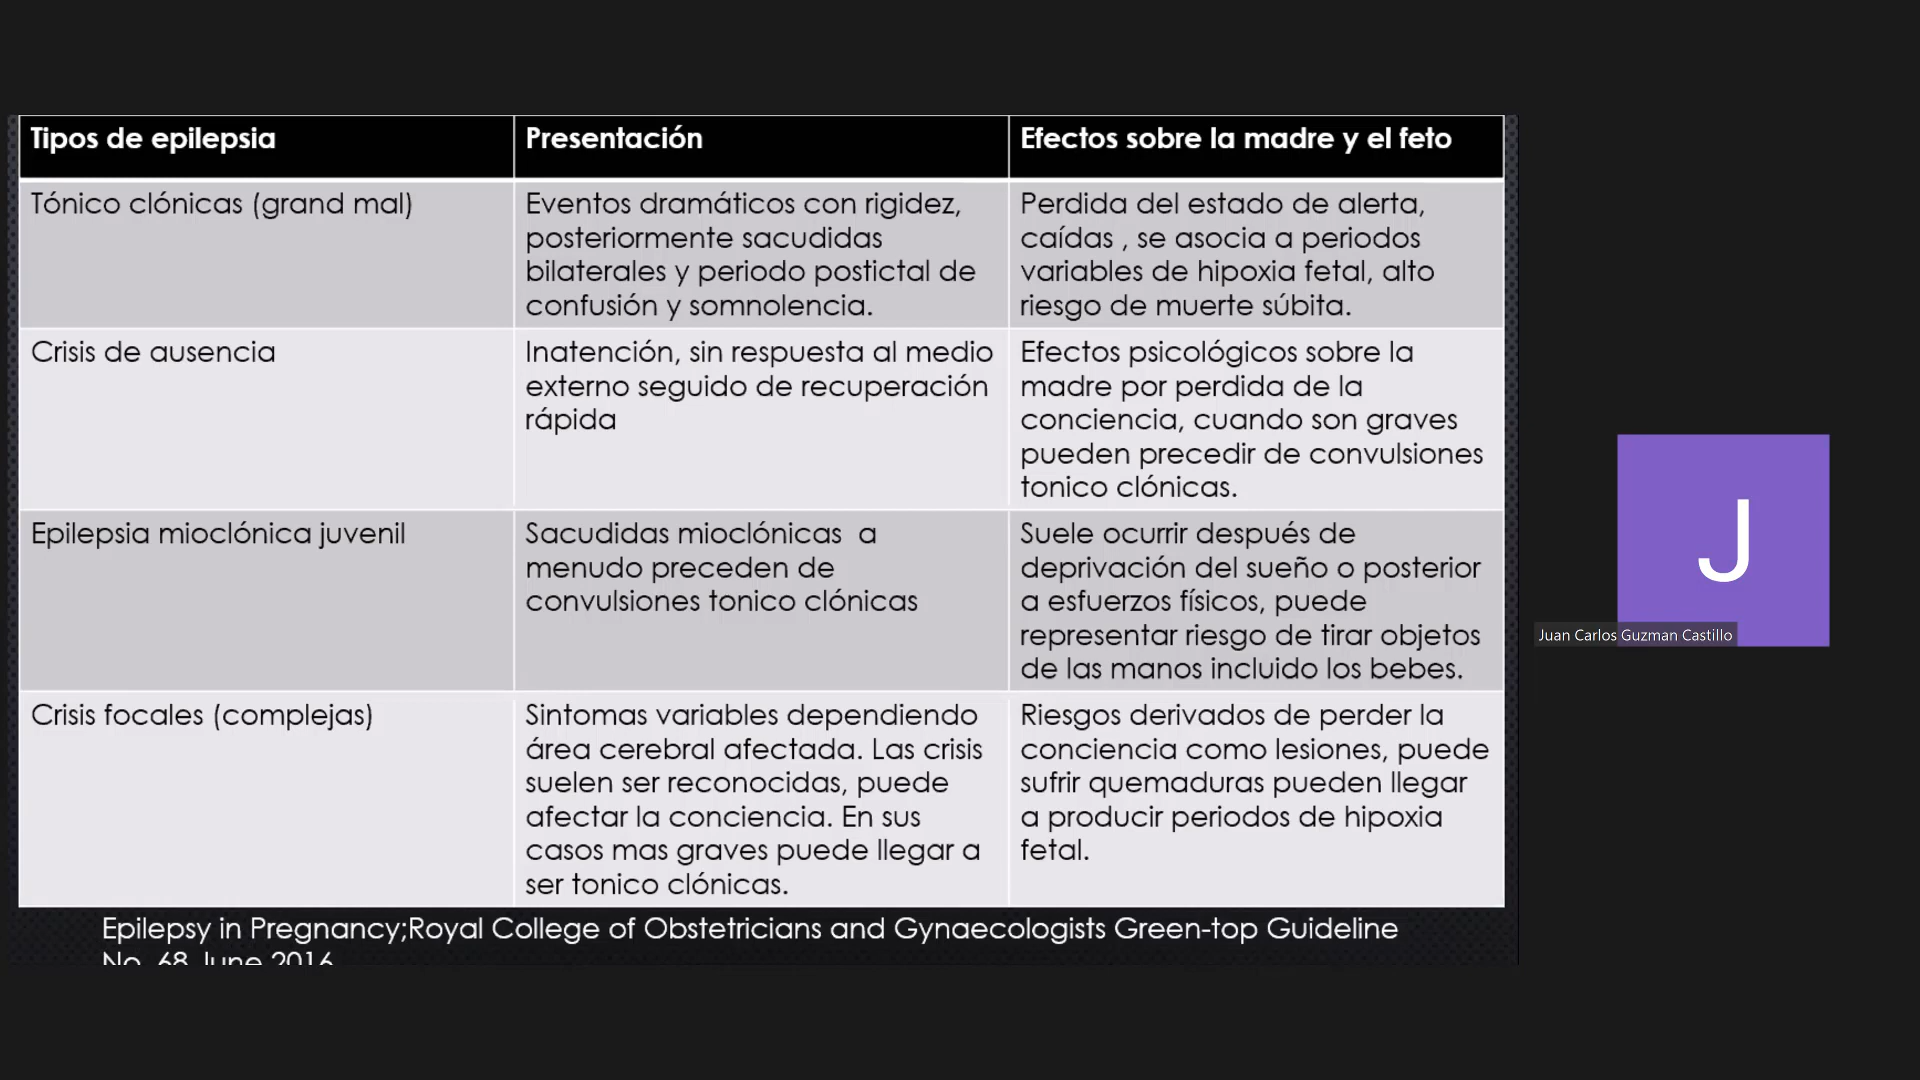 Tipos de epilepsia
Presentación
Efectos sobre la madre y el feto
Tónico clónicas (grand mal)
Eventos dramáticos con rigidez,
posteriormente sacudidas
bilaterales y periodo postictal de
confusión y somnolencia.
Perdida del estado de alerta,
caídas , se asocia a periodos
variables de hipoxia fetal, alto
riesgo de muerte súbita.
Crisis de ausencia
Inatención, sin respuesta al medio
externo seguido de recuperación
rápida
Efectos psicológicos sobre la
madre por perdida de la
conciencia, cuando son graves
pueden precedir de convulsiones
tonico clónicas.
Epilepsia mioclónica juvenil
Sacudidas mioclónicas  a
menudo preceden de
convulsiones tonico clónicas
Suele ocurrir después de
deprivación del sueño o posterior
a esfuerzos físicos, puede
representar riesgo de tirar objetos
de las manos incluido los bebes.
Crisis focales (complejas)
Sintomas variables dependiendo
área cerebral afectada. Las crisis
suelen ser reconocidas, puede
afectar la conciencia. En sus
casos mas graves puede llegar a
ser tonico clónicas.
Riesgos derivados de perder la
conciencia como lesiones, puede
sufrir quemaduras pueden llegar
a producir periodos de hipoxia
fetal.
Epilepsy in Pregnancy;Royal College of Obstetricians and Gynaecologists Green-top Guideline
No. 68 June 2016
J
Juan Carlos Guzman Castillo